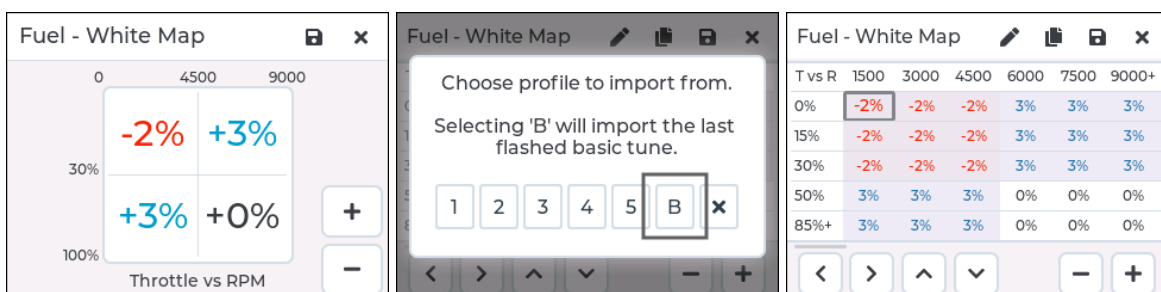 Fuel - White Map
0 4500 9000
-2% +3%
30%
+3% +0%
100%
Throttle vs RPM
Fuel - White Map
Choose profile to import from.
Selecting 'B' will import the last
flashed basic tune.
1 2 3 4 5 B
Fuel - White Map
T vs R 1500 3000 4500 6000 7500 9000+
0% -2% -2% -2% 3% 3% 3%
15% -2% -2% -2% 3% 3% 3%
30% -2% -2% -2% 3% 3% 3%
50% 3% 3% 3% 0% 0% 0%
85%+ 3% 3% 3% 0% 0% 0%